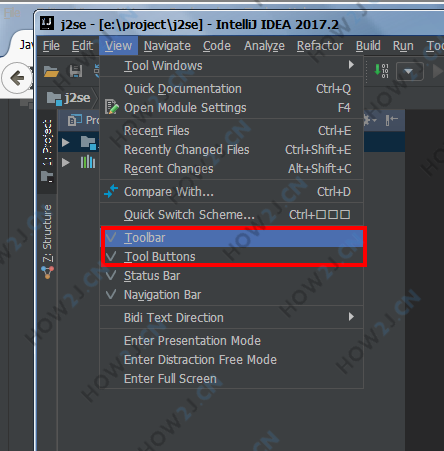 j2se - [e:\project\j2se] - IntelliJ IDEA 2017.2
Jav
File Edit View Navigate Code Analyze Refactor Build Run
j2se
Tool Windows
Quick Documentation Ctrl+Q
Open Module Settings F4
Recent Files Ctrl+E
Recently Changed Files Ctrl+Shift+E
Recent Changes Alt+Shift+C
Compare With... Ctrl+D
Quick Switch Scheme... Ctrl+□□□
Toolbar
Tool Buttons
Status Bar
Navigation Bar
Bidi Text Direction
Enter Presentation Mode
Enter Distraction Free Mode
Enter Full Screen
1: Project
Z: Structure
HOW2J.CN